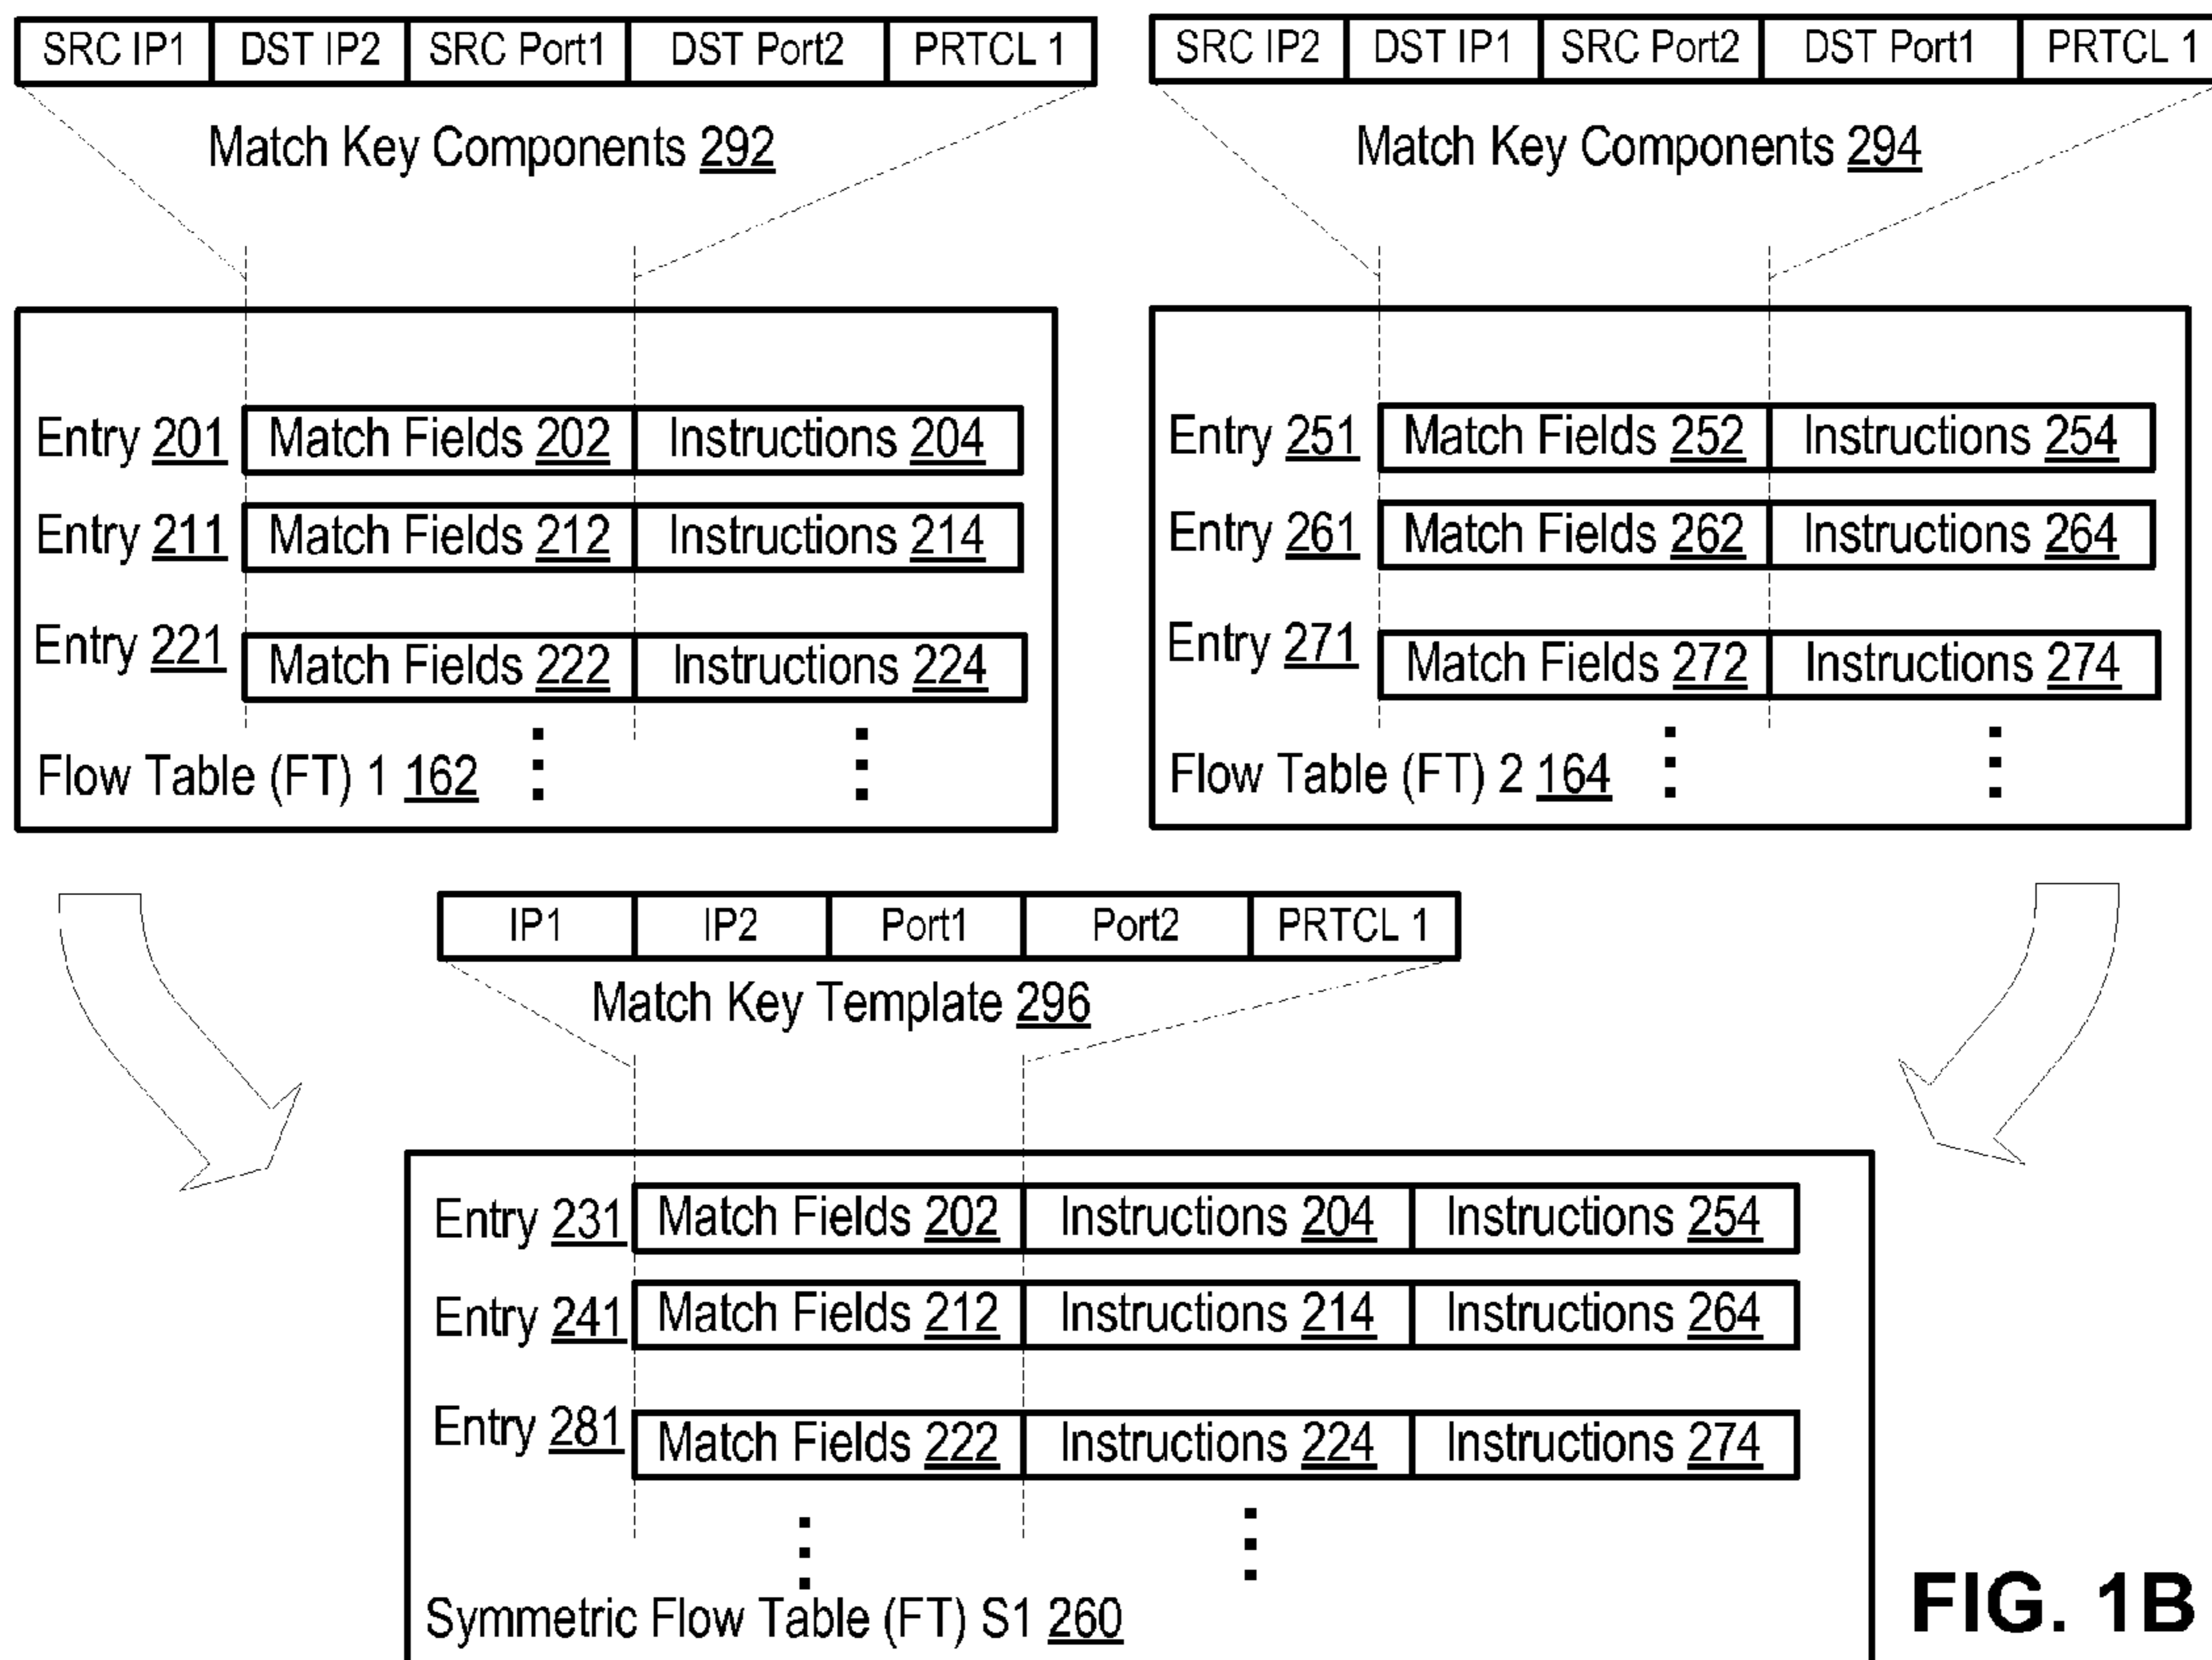 SRC IP1 DST IP2 SRC Port1 DST Port2 PRTCL 1
Match Key Components 292
SRC IP2 DST IP1 SRC Port2 DST Port1 PRTCL 1
Match Key Components 294
Entry 201 Match Fields 202 Instructions 204
Entry 211 Match Fields 212 Instructions 214
Entry 221 Match Fields 222 Instructions 224
Flow Table (FT) 1 162
Entry 251 Match Fields 252 Instructions 254
Entry 261 Match Fields 262 Instructions 264
Entry 271 Match Fields 272 Instructions 274
Flow Table (FT) 2 164
IP1 IP2 Port1 Port2 PRTCL 1
Match Key Template 296
Entry 231 Match Fields 202 Instructions 204 Instructions 254
Entry 241 Match Fields 212 Instructions 214 Instructions 264
Entry 281 Match Fields 222 Instructions 224 Instructions 274
Symmetric Flow Table (FT) S1 260
FIG. 1B